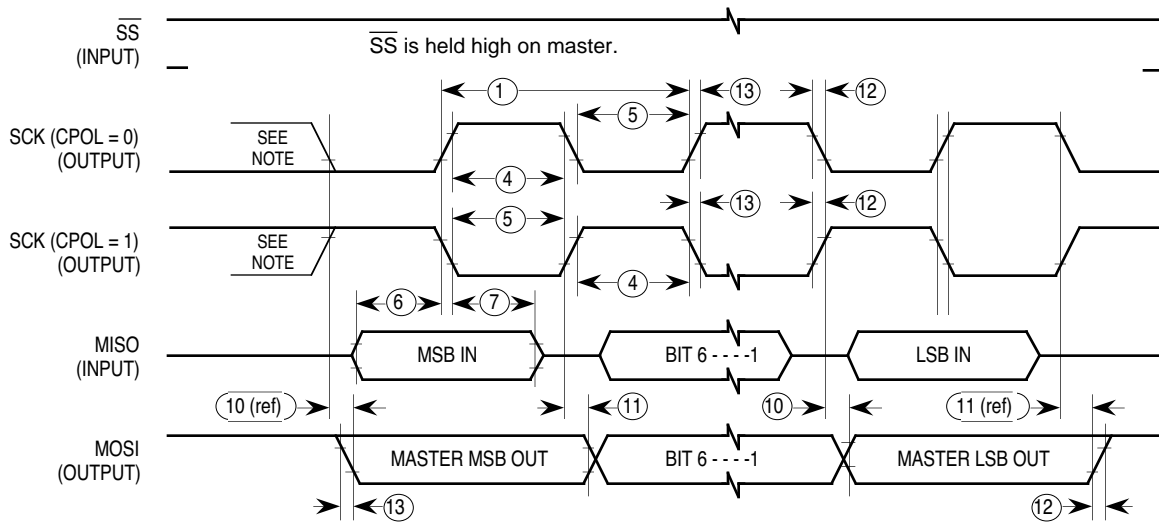 SS
(INPUT)
SS is held high on master.
1
13
12
5
SCK (CPOL = 0)
(OUTPUT)
SEE
NOTE
4
5
13
12
SCK (CPOL = 1)
(OUTPUT)
SEE
NOTE
4
6
7
MISO
(INPUT)
MSB IN
BIT 6 - - - -1
LSB IN
10 (ref)
11
10
11 (ref)
MOSI
(OUTPUT)
MASTER MSB OUT
BIT 6 - - - -1
MASTER LSB OUT
13
12